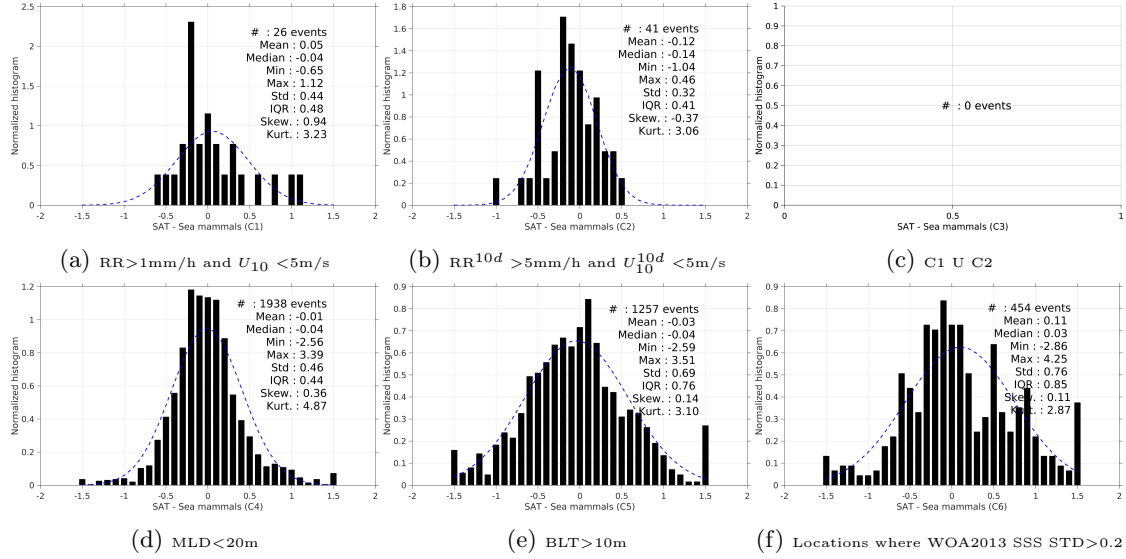 Normalized histogram
2.5
2
1.5
1
0.5
0
-2 -1.5 -1 -0.5 0 0.5 1 1.5 2
SAT - Sea mammals (C1)
# : 26 events
Mean : 0.05
Median : -0.04
Min : -0.65
Max : 1.12
Std : 0.44
IQR : 0.48
Skew. : 0.94
Kurt. : 3.23
(a) RR>1mm/h and U10 <5m/s
Normalized histogram
1.8
1.6
1.4
1.2
1
0.8
0.6
0.4
0.2
0
-2 -1.5 -1 -0.5 0 0.5 1 1.5 2
SAT - Sea mammals (C2)
# : 41 events
Mean : -0.12
Median : -0.14
Min : -1.04
Max : 0.46
Std : 0.32
IQR : 0.41
Skew. : -0.37
Kurt. : 3.06
(b) RR10d >5mm/h and U10 10d <5m/s
Normalized histogram
1
0.9
0.8
0.7
0.6
0.5
0.4
0.3
0.2
0.1
0
0 0.5 1
SAT - Sea mammals (C3)
# : 0 events
(c) C1 U C2
Normalized histogram
1.2
1
0.8
0.6
0.4
0.2
0
-2 -1.5 -1 -0.5 0 0.5 1 1.5 2
SAT - Sea mammals (C4)
# : 1938 events
Mean : -0.01
Median : -0.04
Min : -2.56
Max : 3.39
Std : 0.46
IQR : 0.44
Skew. : 0.36
Kurt. : 4.87
(d) MLD<20m
Normalized histogram
0.9
0.8
0.7
0.6
0.5
0.4
0.3
0.2
0.1
0
-2 -1.5 -1 -0.5 0 0.5 1 1.5 2
SAT - Sea mammals (C5)
# : 1257 events
Mean : -0.03
Median : -0.04
Min : -2.59
Max : 3.51
Std : 0.69
IQR : 0.76
Skew. : 0.14
Kurt. : 3.10
(e) BLT>10m
Normalized histogram
0.9
0.8
0.7
0.6
0.5
0.4
0.3
0.2
0.1
0
-2 -1.5 -1 -0.5 0 0.5 1 1.5 2
SAT - Sea mammals (C6)
# : 454 events
Mean : 0.11
Median : 0.03
Min : -2.86
Max : 4.25
Std : 0.76
IQR : 0.85
Skew. : 0.11
Kurt. : 2.87
(f) Locations where WOA2013 SSS STD>0.2